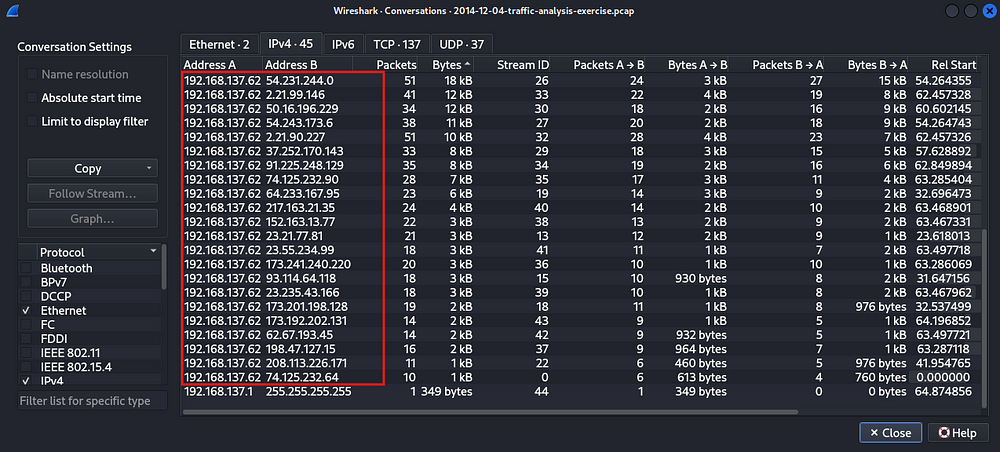 Wireshark · Conversations · 2014-12-04-traffic-analysis-exercise.pcap
Conversation Settings
Name resolution
Absolute start time
Limit to display filter
Copy
Follow Stream...
Graph...
Protocol
Bluetooth
BPv7
DCCP
Ethernet
FC
FDDI
IEEE 802.11
IEEE 802.15.4
IPv4
Filter list for specific type
Ethernet · 2 IPv4 · 45 IPv6 TCP · 137 UDP · 37
Address A Address B Packets Bytes Stream ID Packets A → B Bytes A → B Packets B → A Bytes B → A Rel Start
192.168.137.62 54.231.244.0 51 18 kB 26 24 3 kB 27 15 kB 54.264355
192.168.137.62 2.21.99.146 41 12 kB 33 22 4 kB 19 8 kB 62.457328
192.168.137.62 50.16.196.229 34 12 kB 30 18 2 kB 16 9 kB 60.602145
192.168.137.62 54.243.173.6 38 11 kB 27 20 2 kB 18 9 kB 54.264743
192.168.137.62 2.21.90.227 51 10 kB 32 28 4 kB 23 7 kB 62.457326
192.168.137.62 37.252.170.143 33 8 kB 29 18 3 kB 15 5 kB 57.628892
192.168.137.62 91.225.248.129 35 8 kB 34 19 2 kB 16 6 kB 62.849894
192.168.137.62 74.125.232.90 28 7 kB 35 17 3 kB 11 4 kB 63.285404
192.168.137.62 64.233.167.95 23 6 kB 19 14 3 kB 9 2 kB 32.696473
192.168.137.62 217.163.21.35 24 4 kB 40 14 2 kB 10 2 kB 63.468901
192.168.137.62 152.163.13.77 22 3 kB 38 13 2 kB 9 2 kB 63.467331
192.168.137.62 23.21.77.81 21 3 kB 13 12 2 kB 9 1 kB 23.618013
192.168.137.62 23.55.234.99 18 3 kB 41 11 1 kB 7 2 kB 63.497718
192.168.137.62 173.241.240.220 20 3 kB 36 10 1 kB 10 1 kB 63.286069
192.168.137.62 93.114.64.118 18 3 kB 15 10 930 bytes 8 2 kB 31.647156
192.168.137.62 23.235.43.166 18 3 kB 39 10 1 kB 8 2 kB 63.467962
192.168.137.62 173.201.198.128 19 2 kB 18 11 1 kB 8 976 bytes 32.537499
192.168.137.62 173.192.202.131 14 2 kB 43 9 1 kB 5 1 kB 64.196852
192.168.137.62 62.67.193.45 14 2 kB 42 9 932 bytes 5 1 kB 63.497721
192.168.137.62 198.47.127.15 16 2 kB 37 9 964 bytes 7 1 kB 63.287118
192.168.137.62 208.113.226.171 11 1 kB 22 6 460 bytes 5 976 bytes 41.954765
192.168.137.62 74.125.232.64 10 1 kB 0 6 613 bytes 4 760 bytes 0.000000
192.168.137.1 255.255.255.255 1 349 bytes 44 1 349 bytes 0 0 bytes 64.874856
Close Help